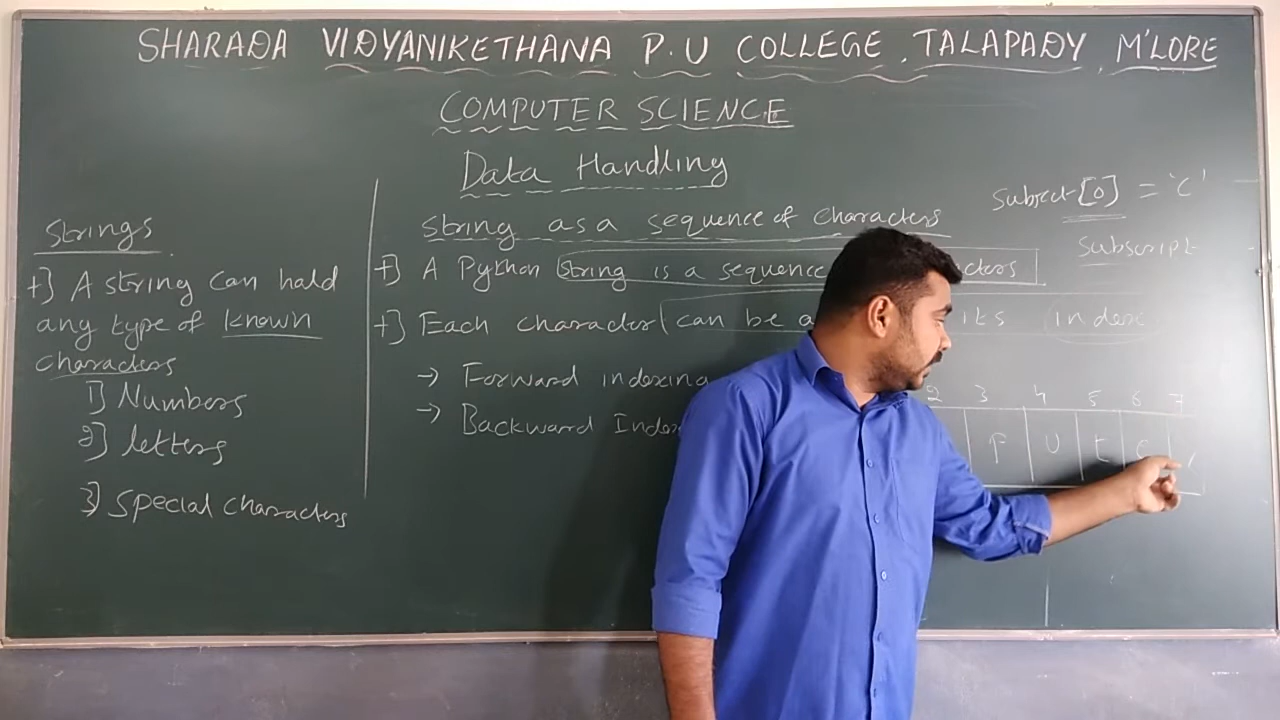 SHARADA VIDYANIKETHANA P.U COLLEGE, TALAPADY, M'LORE
COMPUTER SCIENCE
Data Handling
Strings
+] A string can hold
any type of known
characters
1] Numbers
2] letters
3] Special characters
String as a sequence of characters
+] A Python string is a sequence
+] Each character can be a its index
→ Forward indexing
→ Backward Index
Subject[0] = 'C'
Subscript
2 3 4 5 6 7
P U t e